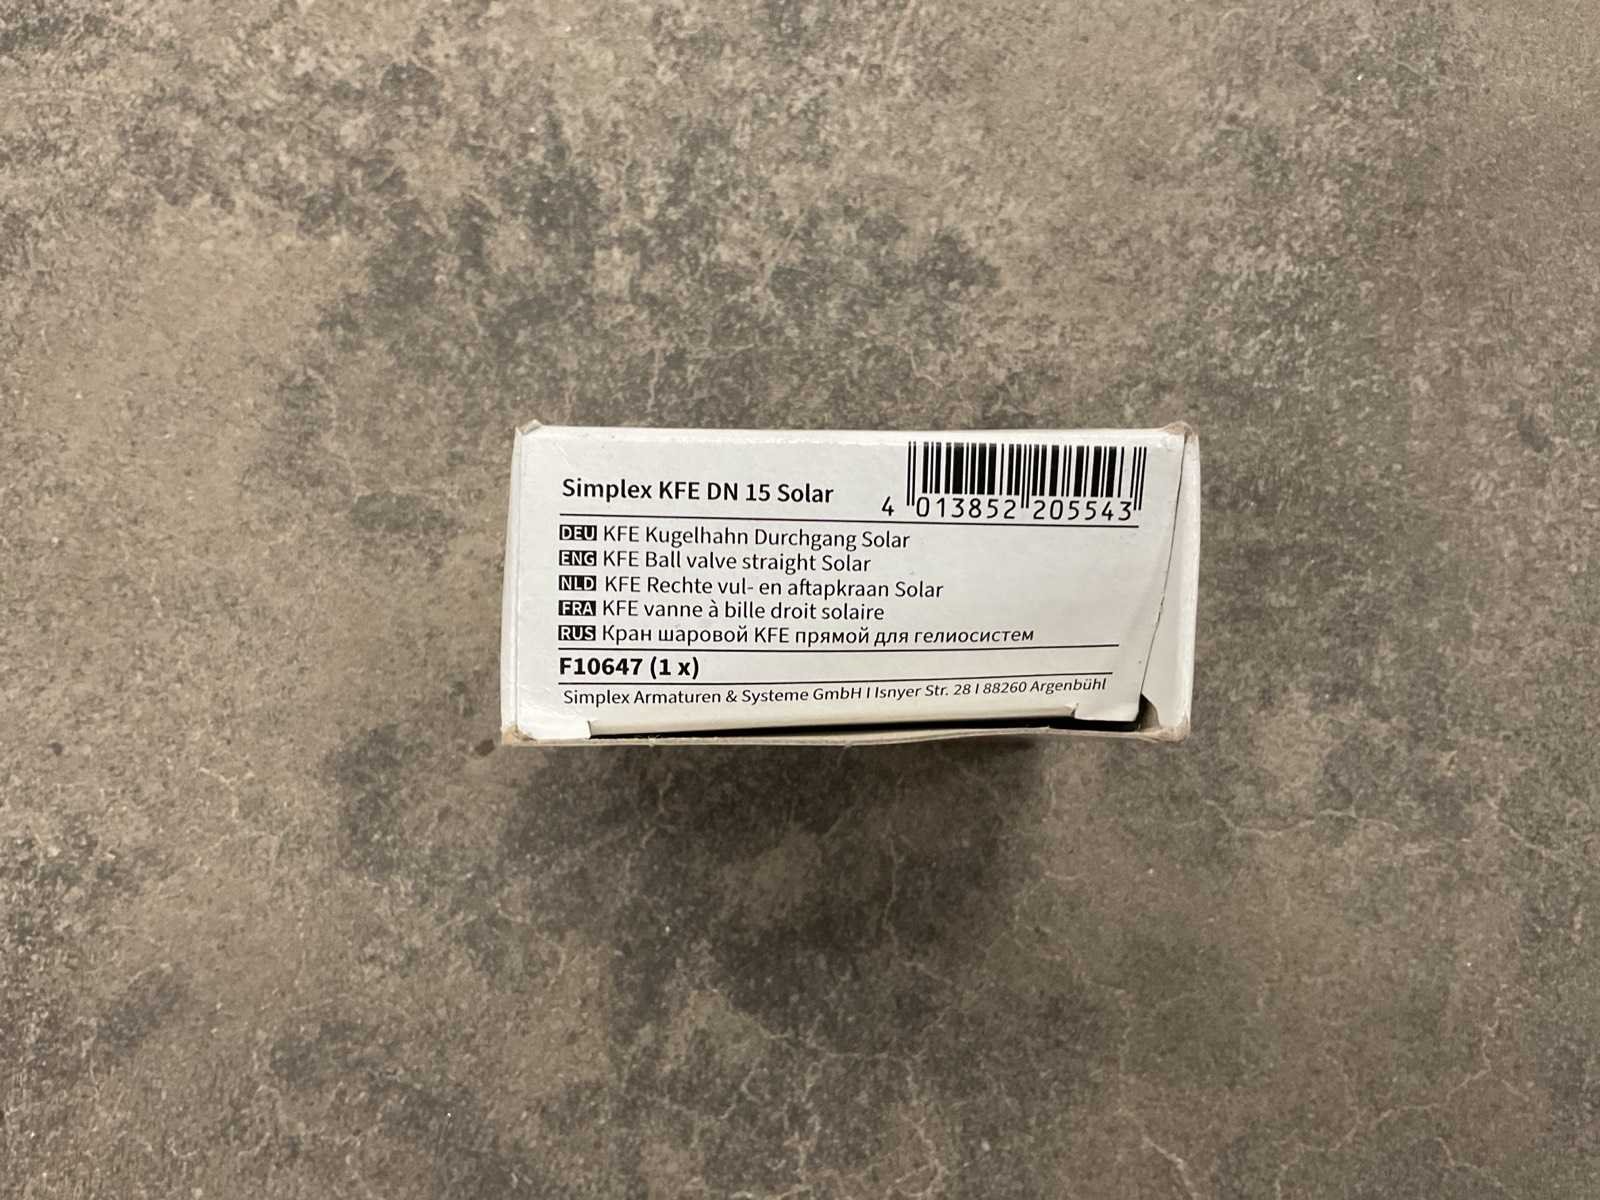 Simplex KFE DN 15 Solar
4 013852 205543
DEU KFE Kugelhahn Durchgang Solar
ENG KFE Ball valve straight Solar
NLD KFE Rechte vul- en aftapkraan Solar
FRA KFE vanne à bille droit solaire
RUS Кран шаровой KFE прямой для гелиосистем
F10647 (1 x)
Simplex Armaturen & Systeme GmbH I Isnyer Str. 28 I 88260 Argenbühl